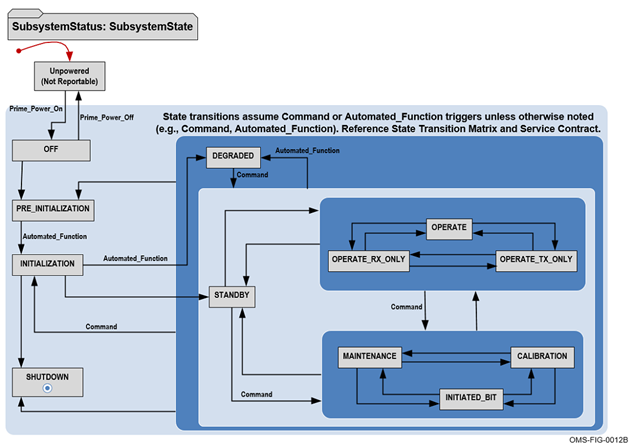 SubsystemStatus: SubsystemState
Unpowered
(Not Reportable)
Prime_Power_On
Prime_Power_Off
State transitions assume Command or Automated_Function triggers unless otherwise noted
(e.g., Command, Automated_Function). Reference State Transition Matrix and Service Contract.
OFF
DEGRADED
Automated_Function
Command
PRE_INITIALIZATION
OPERATE
Automated_Function
INITIALIZATION
Automated_Function
OPERATE_RX_ONLY
OPERATE_TX_ONLY
STANDBY
Command
Command
MAINTENANCE
CALIBRATION
SHUTDOWN
Command
INITIATED_BIT
OMS-FIG-0012B